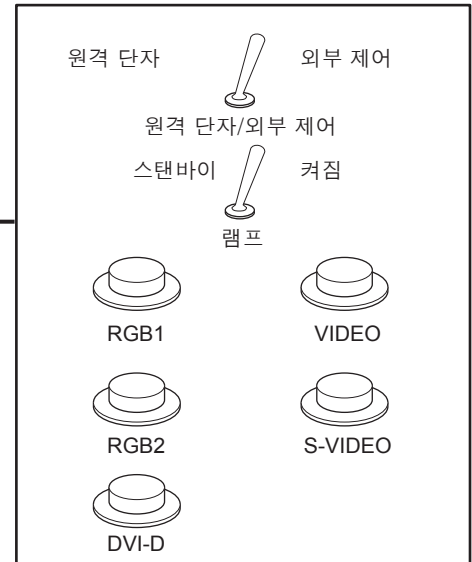 원격 단자 외부 제어
원격 단자/외부 제어
스탠바이 켜짐
램프
RGB1 VIDEO
RGB2 S-VIDEO
DVI-D